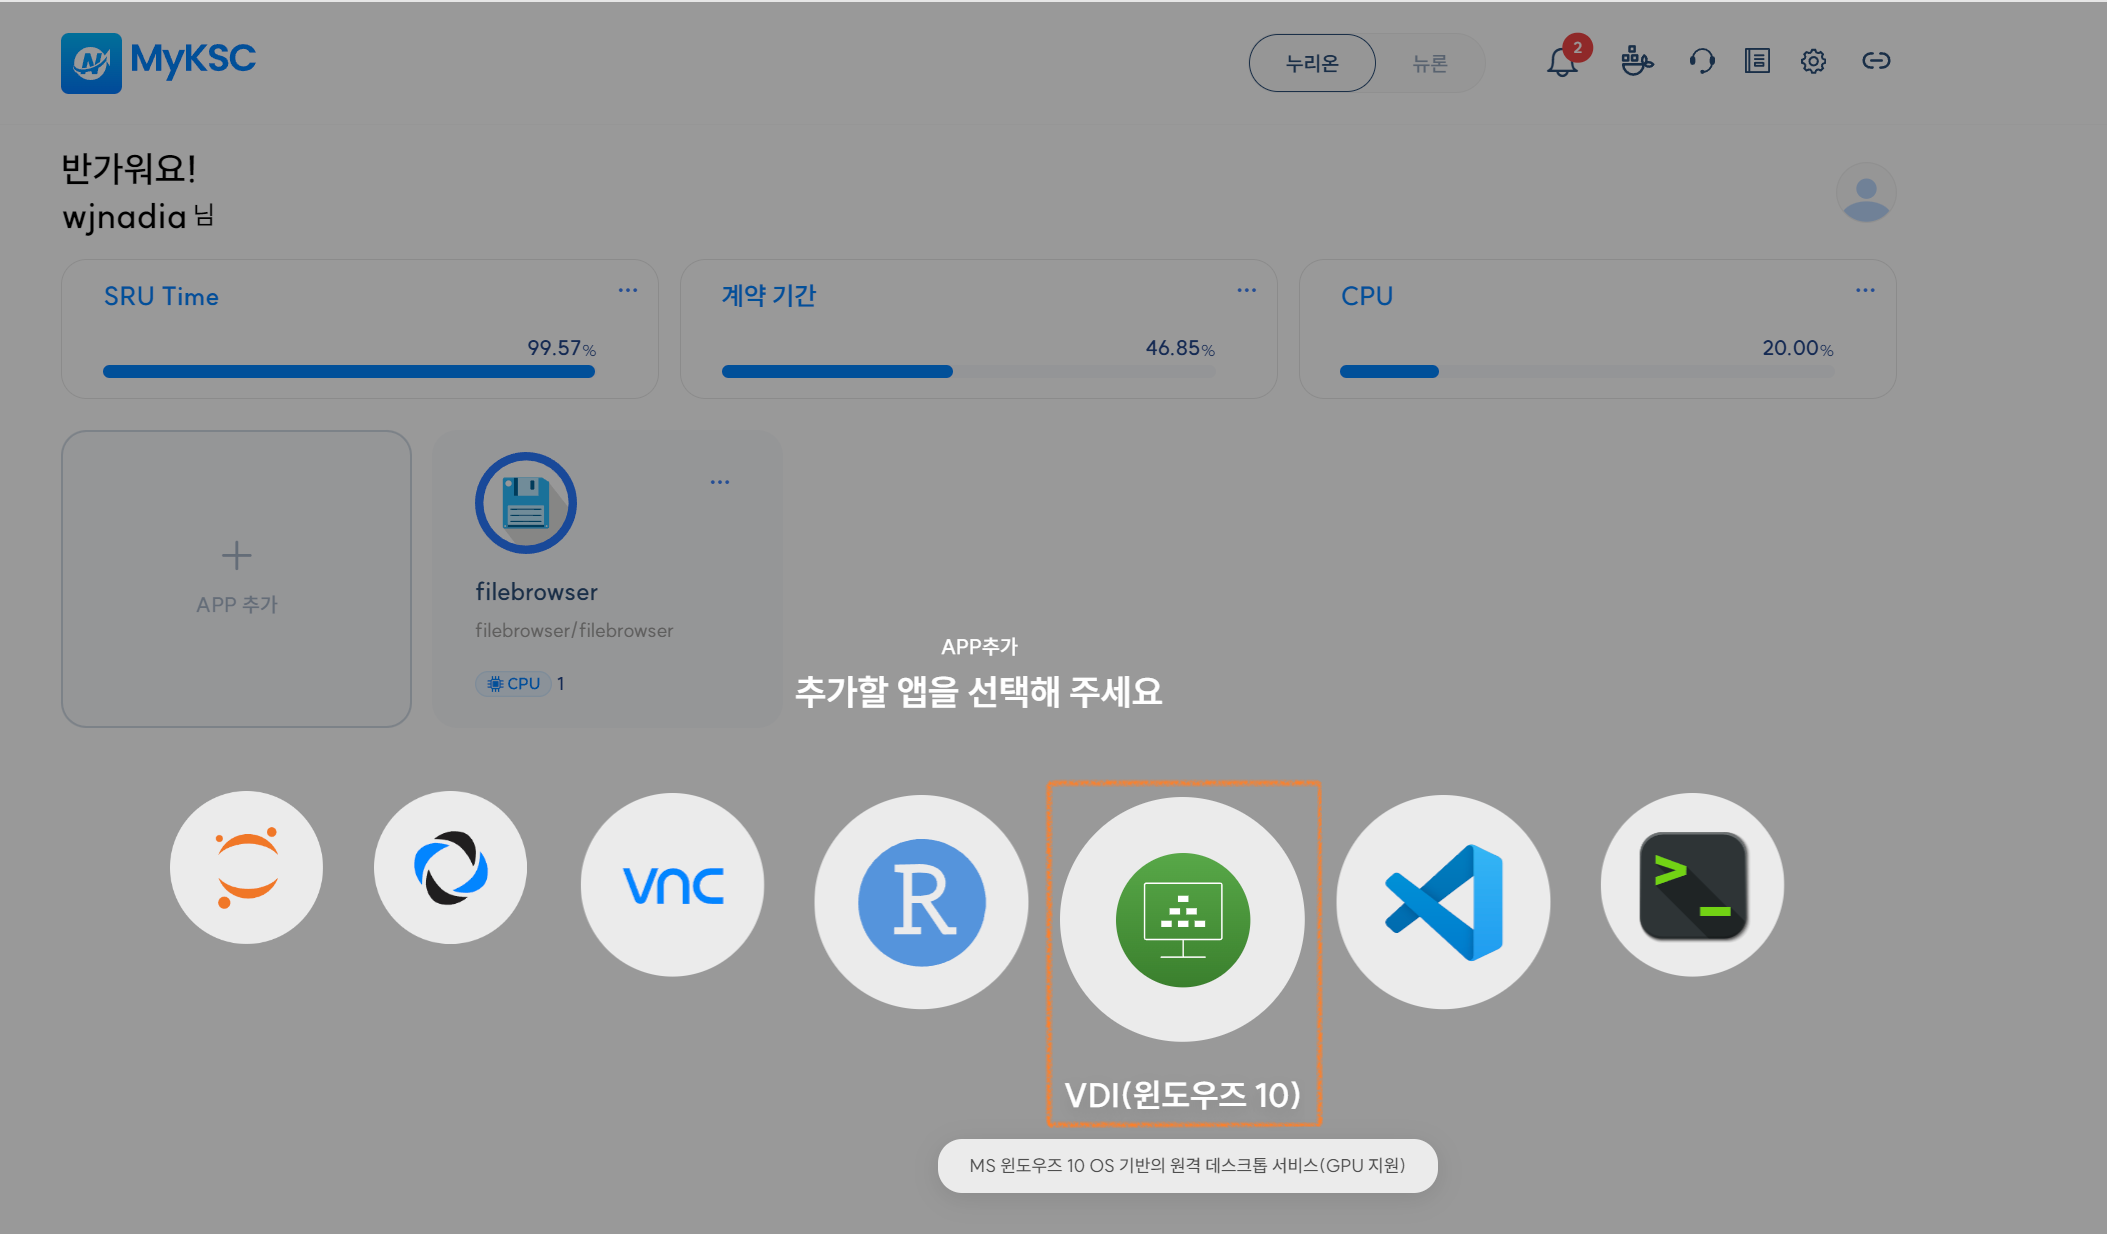 MyKSC
누리온
뉴론
2
반가워요!
wjnadia 님
SRU Time
99.57%
계약 기간
46.85%
CPU
20.00%
APP 추가
filebrowser
filebrowser/filebrowser
CPU 1
APP추가
추가할 앱을 선택해 주세요
vnc
R
>_
VDI(윈도우즈 10)
MS 윈도우즈 10 OS 기반의 원격 데스크톱 서비스(GPU 지원)